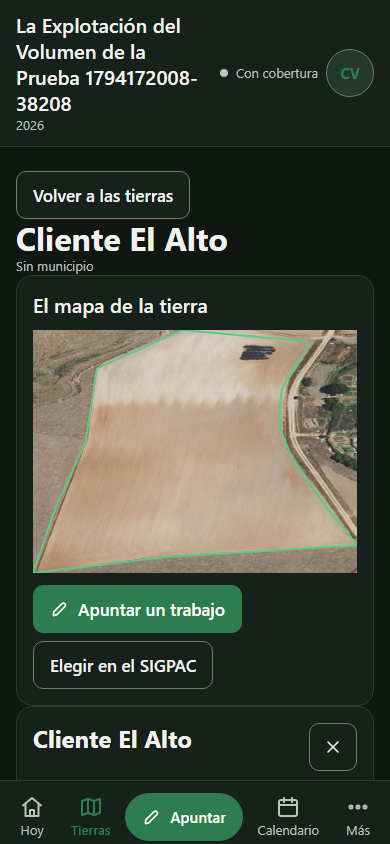 La Explotación del
Volumen de la
Prueba 1794172008-
38208
2026
Con cobertura
CV
Volver a las tierras
Cliente El Alto
Sin municipio
El mapa de la tierra
Apuntar un trabajo
Elegir en el SIGPAC
Cliente El Alto
Hoy
Tierras
Apuntar
Calendario
Más